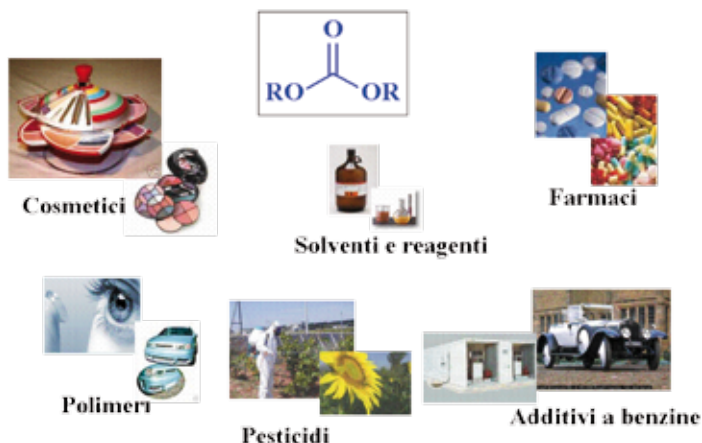 O
RO OR
Cosmetici
Solventi e reagenti
Farmaci
Polimeri
Pesticidi
Additivi a benzine